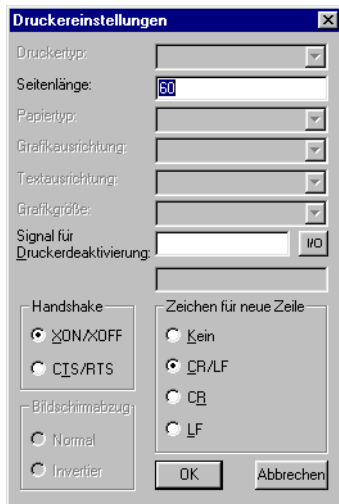 Druckereinstellungen
Druckertyp:
Seitenlänge: 60
Papiertyp:
Grafikausrichtung:
Textausrichtung:
Grafikgröße:
Signal für
Druckerdeaktivierung: I/O
Handshake
XON/XOFF
CTS/RTS
Zeichen für neue Zeile
Kein
CR/LF
CR
LF
Bildschirmabzug
Normal
Invertier
OK Abbrechen